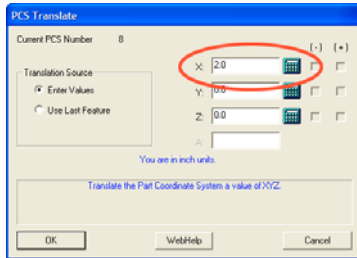 PCS Translate
Current PCS Number 8
(-) (+)
X: 2.0
Translation Source
Enter Values
Y: 0.0
Use Last Feature
Z: 0.0
A:
You are in inch units.
Translate the Part Coordinate System a value of XYZ.
OK WebHelp Cancel